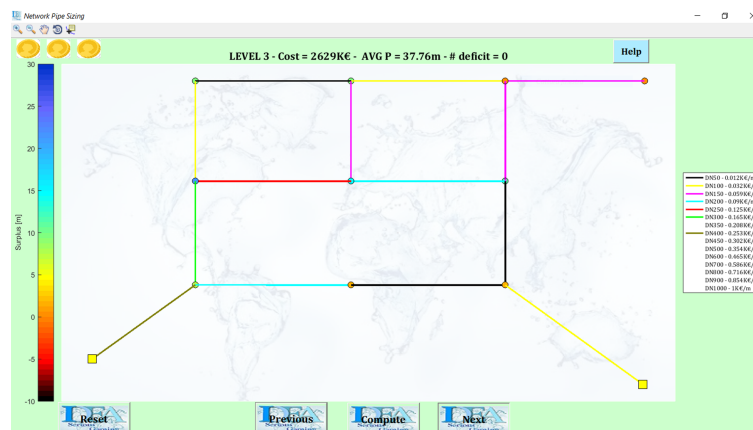 Network Pipe Sizing
LEVEL 3 - Cost = 2629K€ - AVG P = 37.76m - # deficit = 0
Help
30
25
20
15
10
5
0
-5
-10
Surplus [m]
DN50 - 0.012K€/
DN100 - 0.032K€/
DN150 - 0.059K€/
DN200 - 0.09K€/
DN250 - 0.125K€/
DN300 - 0.165K€/
DN350 - 0.208K€/
DN400 - 0.253K€/
DN450 - 0.302K€/
DN500 - 0.354K€/
DN600 - 0.465K€/
DN700 - 0.586K€/
DN800 - 0.716K€/
DN900 - 0.854K€/
DN1000 - 1K€/m
Reset
Previous
Compute
Next